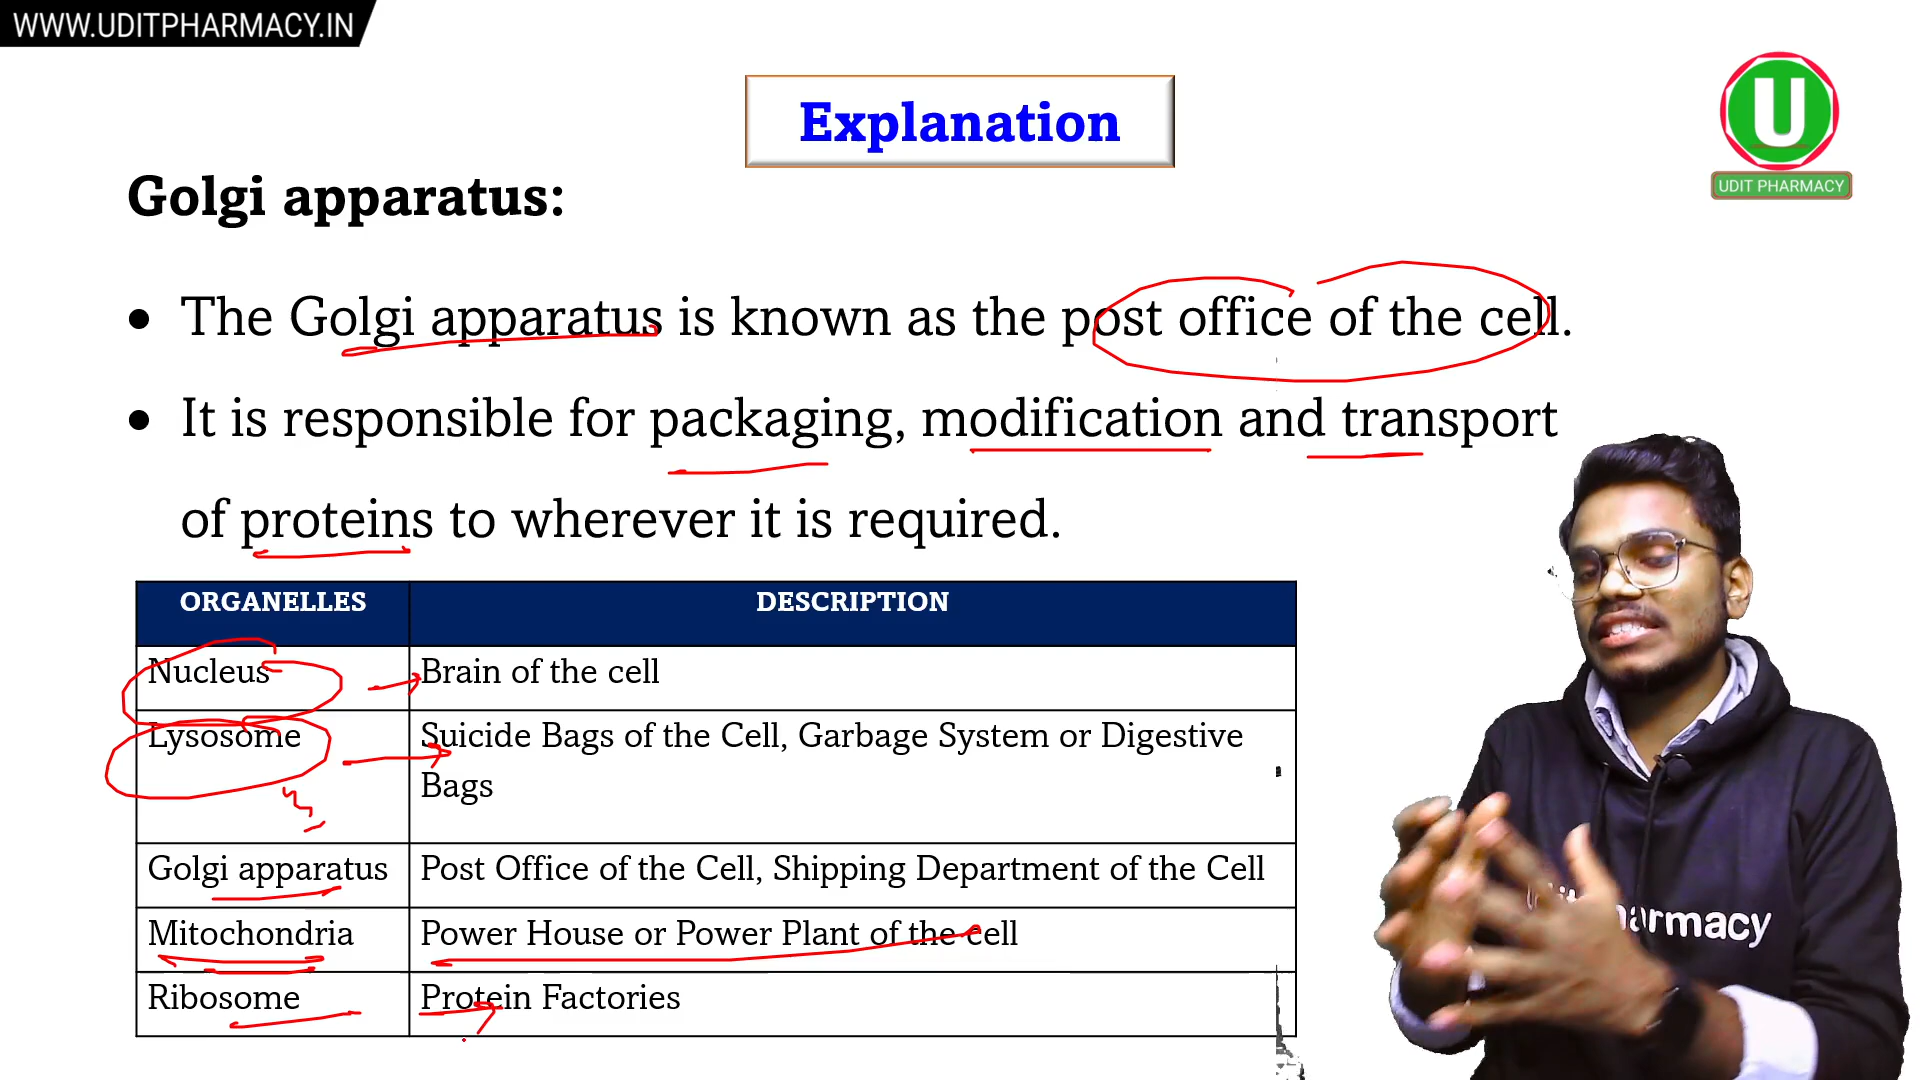 WWW.UDITPHARMACY.IN
U
UDIT PHARMACY
Explanation
Golgi apparatus:
• The Golgi apparatus is known as the post office of the cell.
• It is responsible for packaging, modification and transport
of proteins to wherever it is required.
ORGANELLES DESCRIPTION
Nucleus Brain of the cell
Lysosome Suicide Bags of the Cell, Garbage System or Digestive
Bags
Golgi apparatus Post Office of the Cell, Shipping Department of the Cell
Mitochondria Power House or Power Plant of the cell
Ribosome Protein Factories